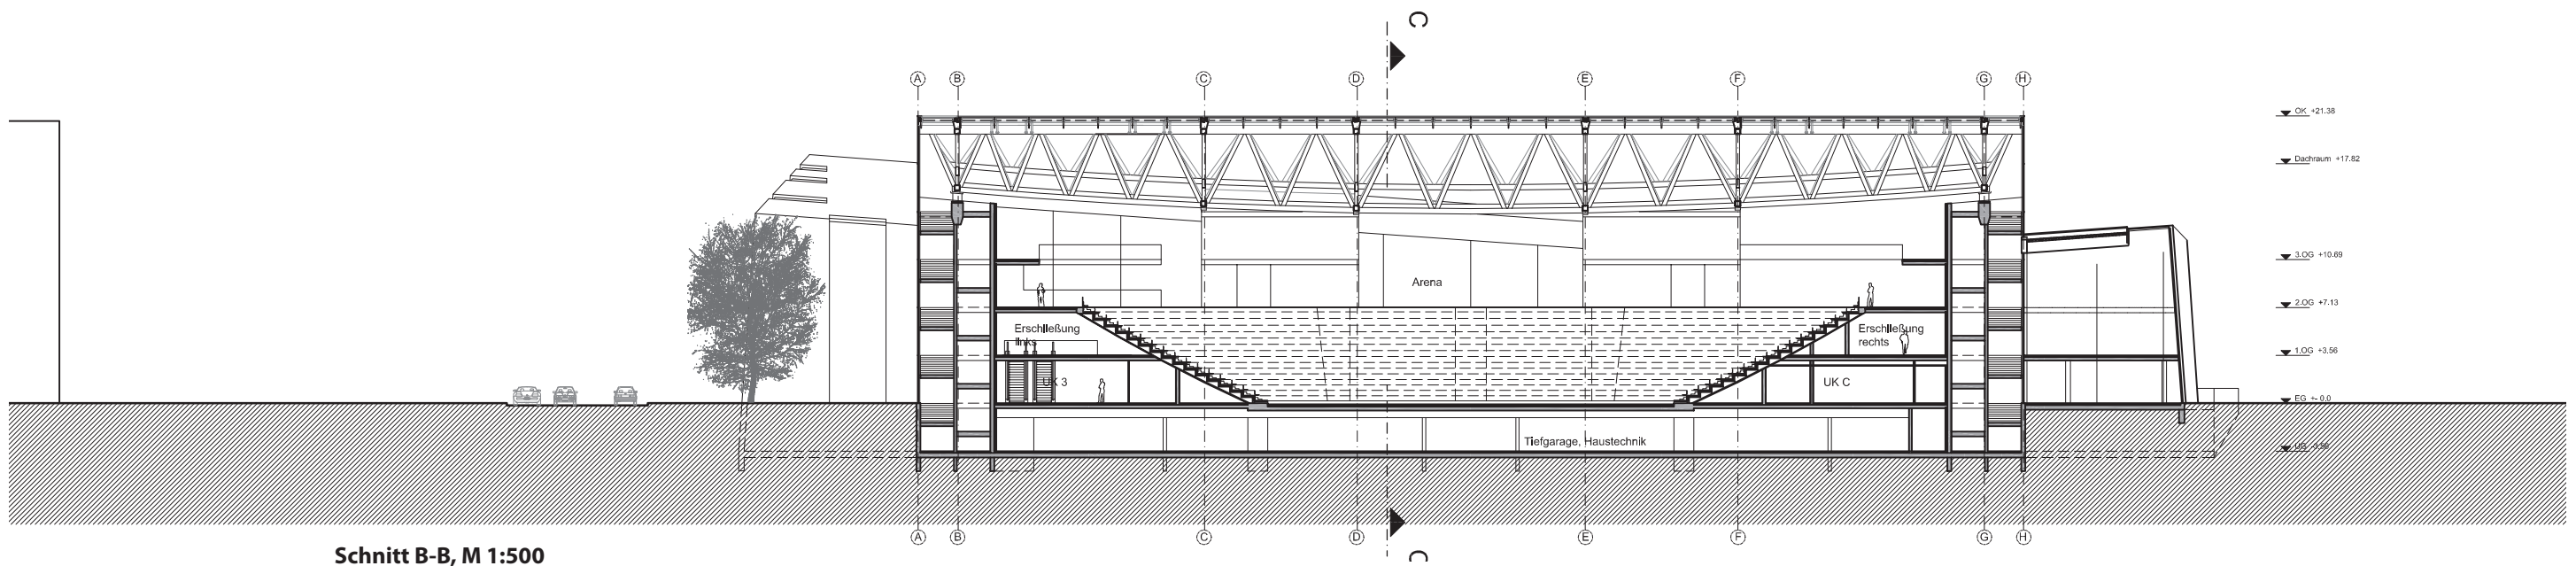 C
A B C D E F G H
OK +21.38
Dachraum +17.82
3.OG +10.69
Arena
2.OG +7.13
Erschließung
links
Erschließung
rechts
1.OG +3,56
UK 3
UK C
EG +- 0.0
Tiefgarage, Haustechnik
UG -3,56
A B C D E F G H
C
Schnitt B-B, M 1:500